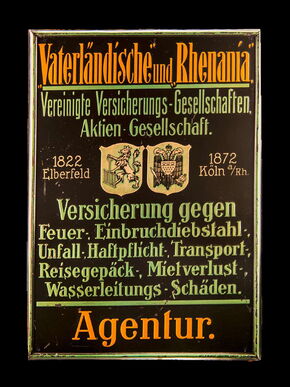 „Vaterländische“ und „Rhenania“
Vereinigte Versicherungs-Gesellschaften,
Aktien-Gesellschaft.
1822 1872
Elberfeld Köln a/Rh.
Versicherung gegen
Feuer-, Einbruchdiebstahl-,
Unfall-, Haftpflicht-, Transport-,
Reisegepäck-, Mietverlust-,
Wasserleitungs-Schäden.
Agentur.